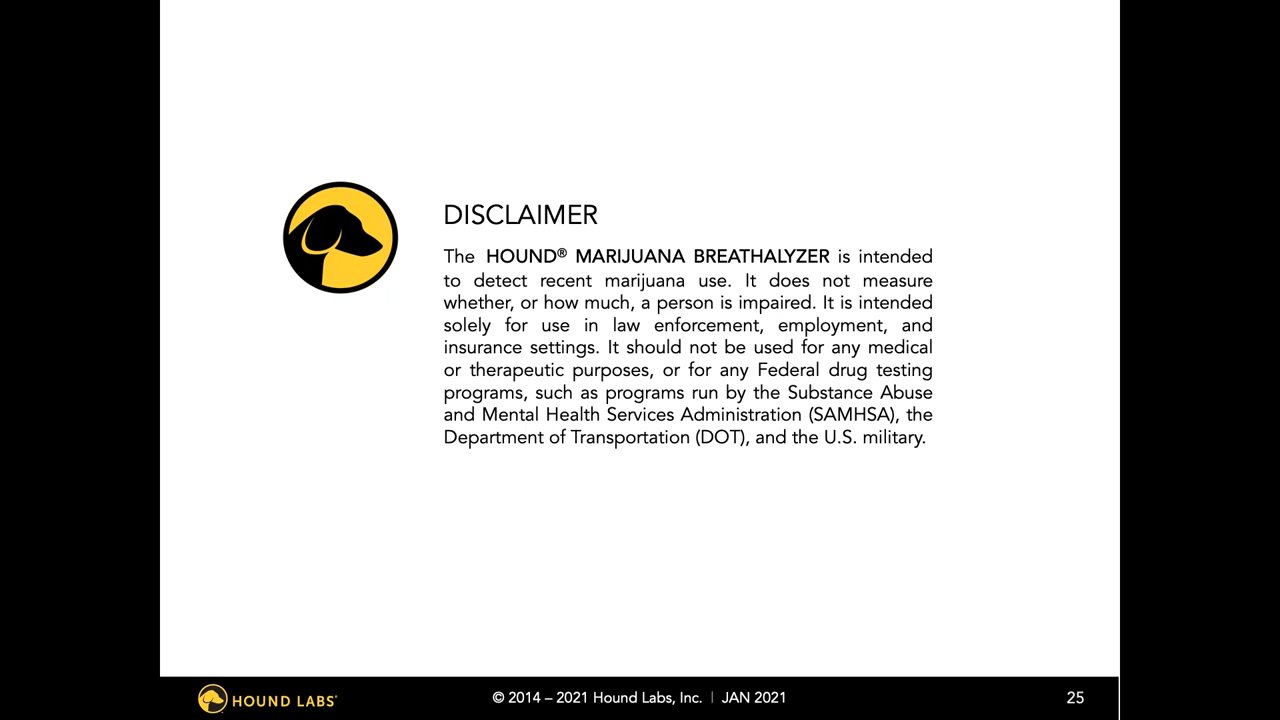 DISCLAIMER
The HOUND® MARIJUANA BREATHALYZER is intended
to detect recent marijuana use. It does not measure
whether, or how much, a person is impaired. It is intended
solely for use in law enforcement, employment, and
insurance settings. It should not be used for any medical
or therapeutic purposes, or for any Federal drug testing
programs, such as programs run by the Substance Abuse
and Mental Health Services Administration (SAMHSA), the
Department of Transportation (DOT), and the U.S. military.
HOUND LABS®
© 2014 – 2021 Hound Labs, Inc. | JAN 2021
25